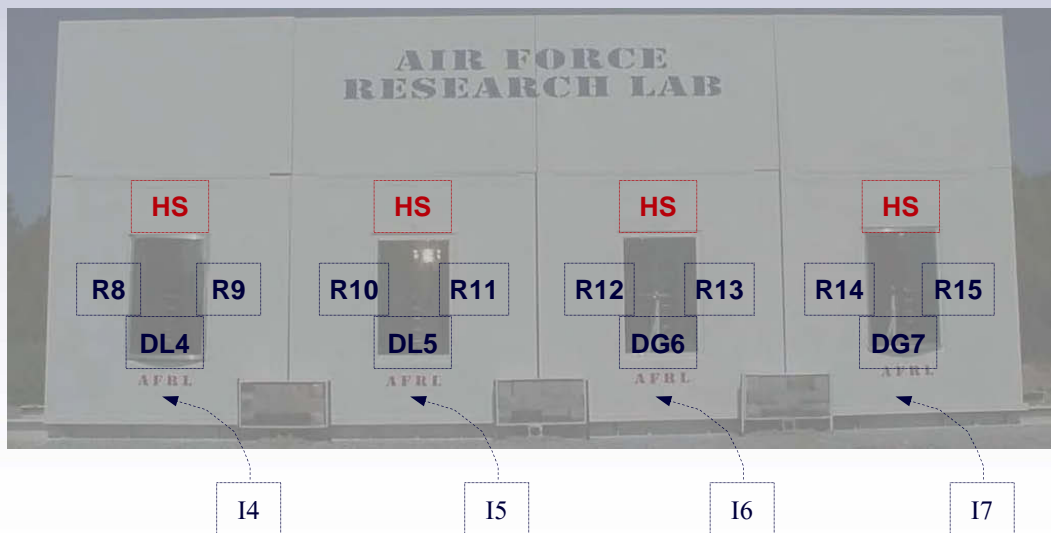 AIR FORCE
RESEARCH LAB
HS HS HS HS
R8 R9 R10 R11 R12 R13 R14 R15
DL4 DL5 DG6 DG7
AFRL AFRL AFRL AFRL
I4 I5 I6 I7